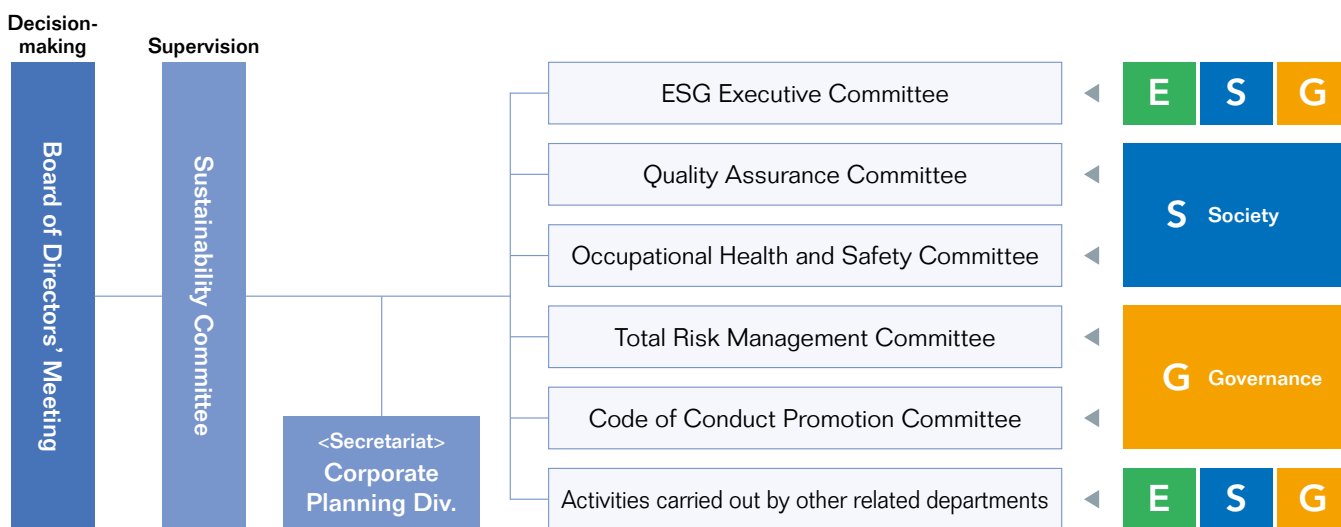 Decision-
making
Supervision
Board of Directors' Meeting
Sustainability Committee
<Secretariat>
Corporate
Planning Div.
ESG Executive Committee
E S G
Quality Assurance Committee
S Society
Occupational Health and Safety Committee
Total Risk Management Committee
G Governance
Code of Conduct Promotion Committee
Activities carried out by other related departments
E S G